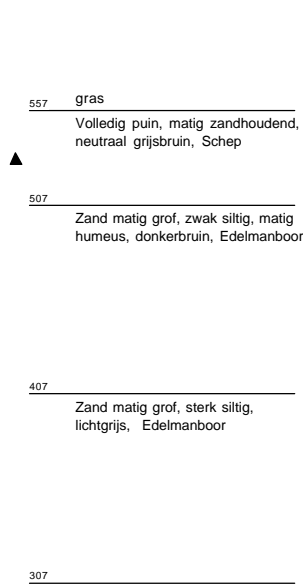 557 gras
Volledig puin, matig zandhoudend,
neutraal grijsbruin, Schep
507
Zand matig grof, zwak siltig, matig
humeus, donkerbruin, Edelmanboor
407
Zand matig grof, sterk siltig,
lichtgrijs, Edelmanboor
307